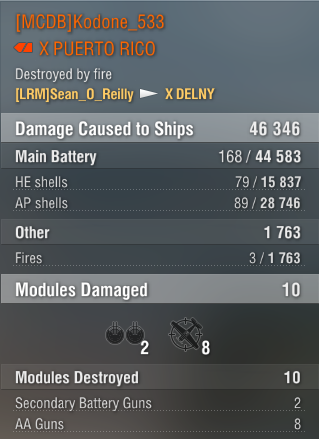 [MCDB]Kodone_533
X PUERTO RICO
Destroyed by fire
[LRM]Sean_O_Reilly X DELNY
Damage Caused to Ships 46 346
Main Battery 168 / 44 583
HE shells 79 / 15 837
AP shells 89 / 28 746
Other 1 763
Fires 3 / 1 763
Modules Damaged 10
2 8
Modules Destroyed 10
Secondary Battery Guns 2
AA Guns 8